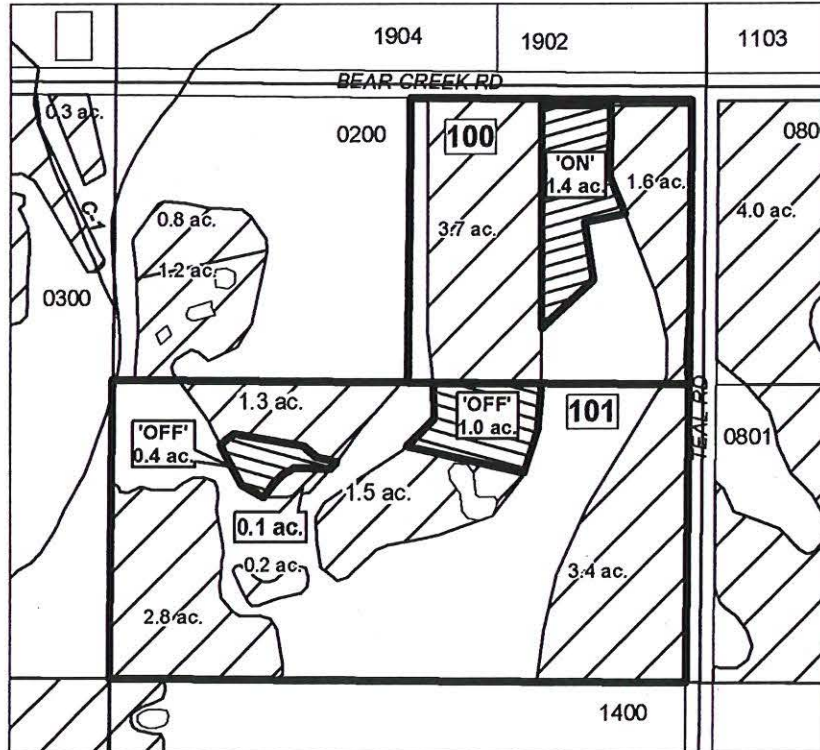 1904
1902
1103
BEAR CREEK RD
0.3 ac.
0200
100
'ON'
1.4 ac.
1.6 ac.
080
4.0 ac.
C-1
0.8 ac.
3.7 ac.
1.2 ac.
0300
1.3 ac.
'OFF'
1.0 ac.
101
TEAL RD
'OFF'
0.4 ac.
0801
1.5 ac.
0.1 ac.
0.2 ac.
3.4 ac.
2.8 ac.
1400